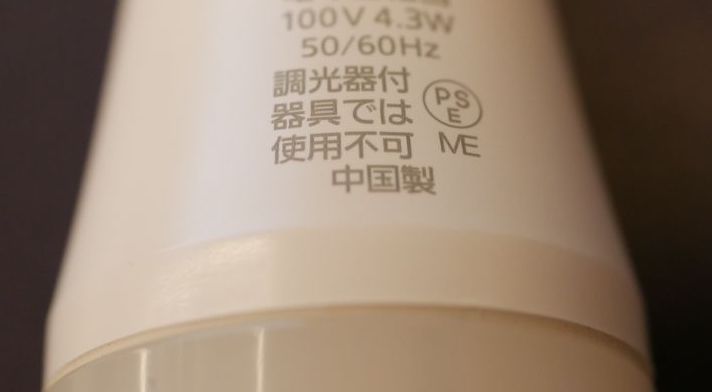 100V 4.3W
50/60Hz
調光器付
器具では
使用不可
PSE
ME
中国製